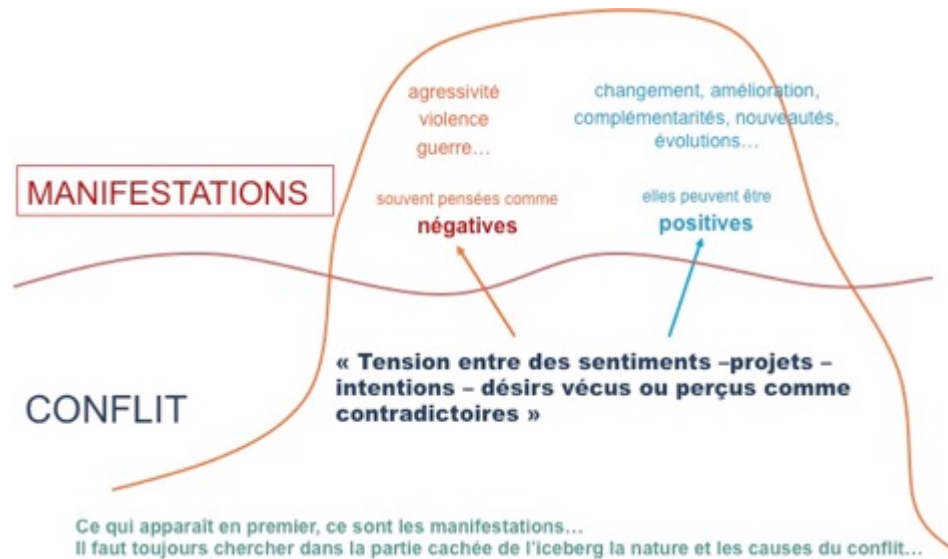 agressivité
violence
guerre...
changement, amélioration,
complémentarités, nouveautés,
évolutions...
MANIFESTATIONS
souvent pensées comme
négatives
elles peuvent être
positives
« Tension entre des sentiments –projets –
intentions – désirs vécus ou perçus comme
contradictoires »
CONFLIT
Ce qui apparaît en premier, ce sont les manifestations...
Il faut toujours chercher dans la partie cachée de l'iceberg la nature et les causes du conflit...